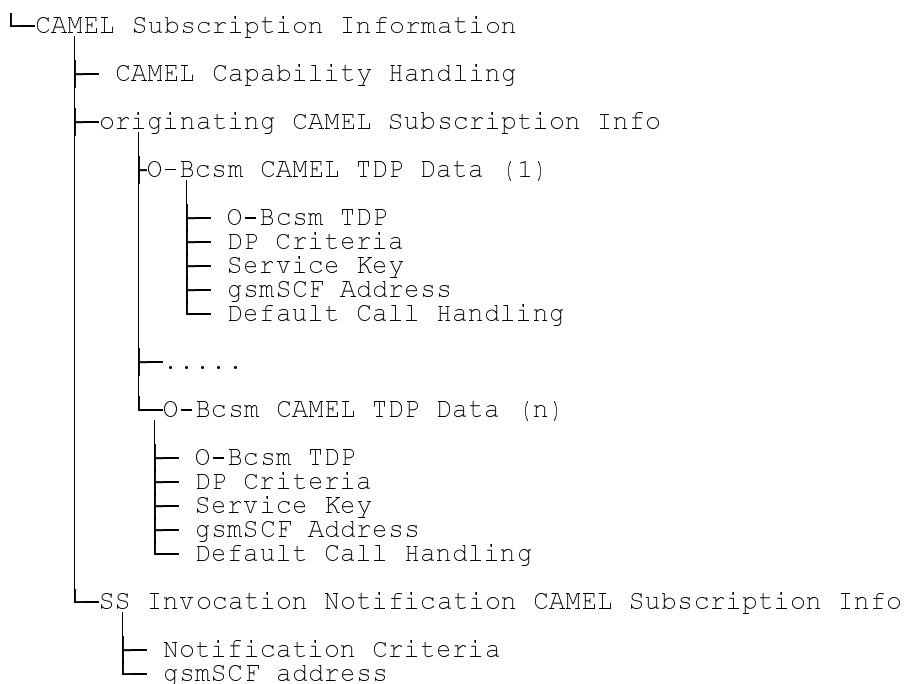 CAMEL Subscription Information
CAMEL Capability Handling
originating CAMEL Subscription Info
O-Bcsm CAMEL TDP Data (1)
O-Bcsm TDP
DP Criteria
Service Key
gsmSCF Address
Default Call Handling
.....
O-Bcsm CAMEL TDP Data (n)
O-Bcsm TDP
DP Criteria
Service Key
gsmSCF Address
Default Call Handling
SS Invocation Notification CAMEL Subscription Info
Notification Criteria
gsmSCF address